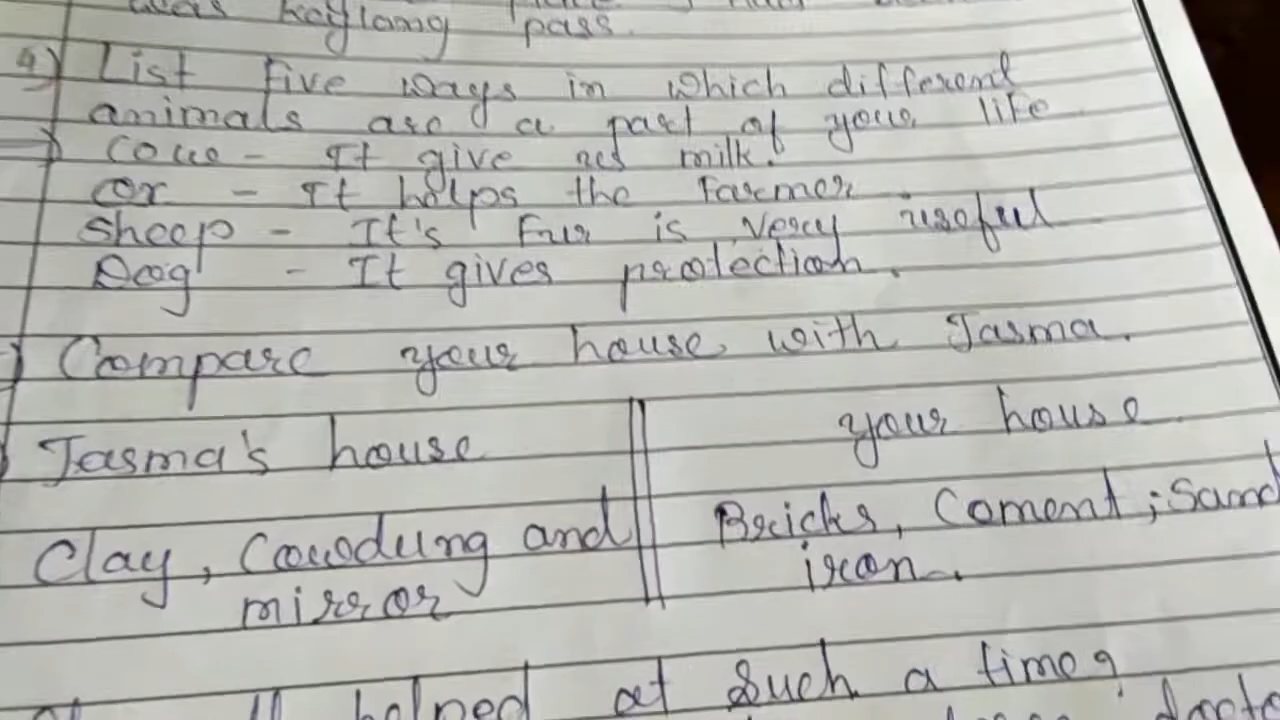 was Keylong pass.
9) List five ways in which different
animals are a part of your life
Cow - It give us milk.
ox - It helps the farmer
Sheep - It's Fur is very useful
Dog - It gives protection.
Compare your house with Jasma.
Jasma's house || your house
Clay, Cowdung and || Bricks, Cement, Sand
mirror || iron.
helped at such a time?